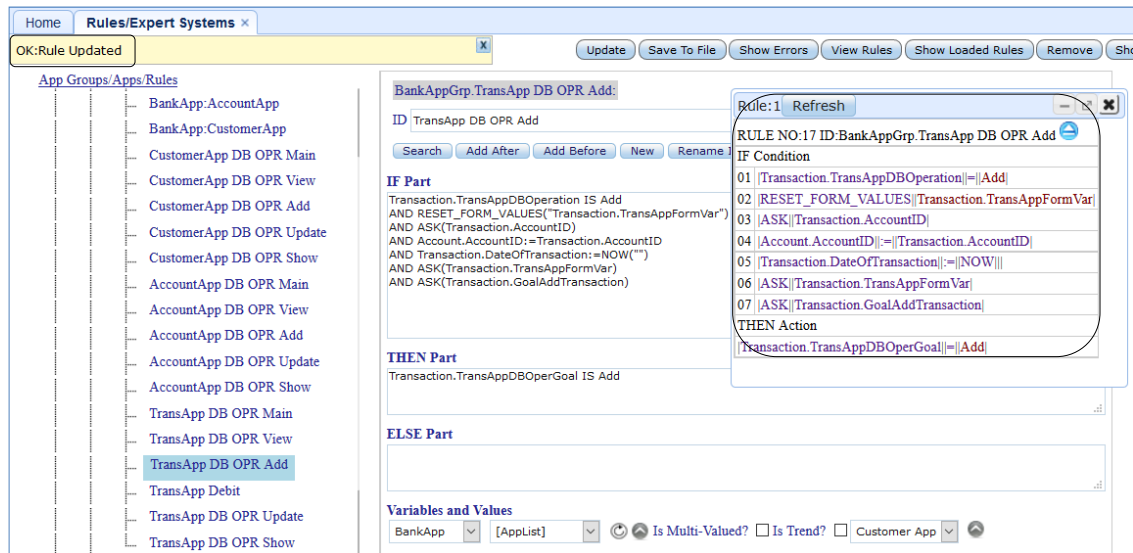 Home
Rules/Expert Systems ×
OK:Rule Updated
X
Update
Save To File
Show Errors
View Rules
Show Loaded Rules
Remove
App Groups/Apps/Rules
BankApp:AccountApp
BankApp:CustomerApp
CustomerApp DB OPR Main
CustomerApp DB OPR View
CustomerApp DB OPR Add
CustomerApp DB OPR Update
CustomerApp DB OPR Show
AccountApp DB OPR Main
AccountApp DB OPR View
AccountApp DB OPR Add
AccountApp DB OPR Update
AccountApp DB OPR Show
TransApp DB OPR Main
TransApp DB OPR View
TransApp DB OPR Add
TransApp Debit
TransApp DB OPR Update
TransApp DB OPR Show
BankAppGrp.TransApp DB OPR Add:
ID TransApp DB OPR Add
Search
Add After
Add Before
New
Rename
IF Part
Transaction.TransAppDBOperation IS Add
AND RESET_FORM_VALUES("Transaction.TransAppFormVar")
AND ASK(Transaction.AccountID)
AND Account.AccountID:=Transaction.AccountID
AND Transaction.DateOfTransaction:=NOW("")
AND ASK(Transaction.TransAppFormVar)
AND ASK(Transaction.GoalAddTransaction)
THEN Part
Transaction.TransAppDBOperGoal IS Add
ELSE Part
Variables and Values
BankApp [AppList] Is Multi-Valued? Is Trend? Customer App
Rule:1 Refresh
RULE NO:17 ID:BankAppGrp.TransApp DB OPR Add
IF Condition
01 |Transaction.TransAppDBOperation||=||Add|
02 |RESET_FORM_VALUES||Transaction.TransAppFormVar|
03 |ASK||Transaction.AccountID|
04 |Account.AccountID||:=||Transaction.AccountID|
05 |Transaction.DateOfTransaction||:=||NOW|||
06 |ASK||Transaction.TransAppFormVar|
07 |ASK||Transaction.GoalAddTransaction|
THEN Action
|Transaction.TransAppDBOperGoal||=||Add|